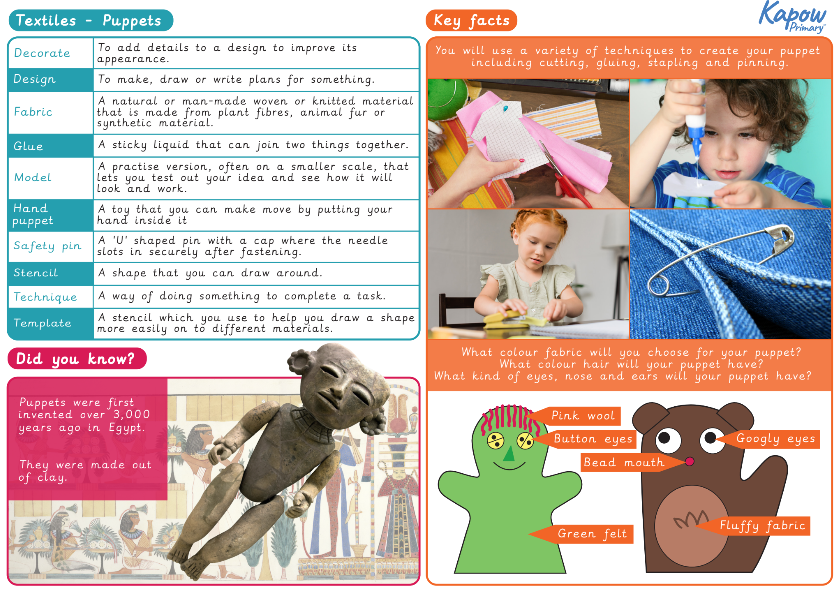 Textiles - Puppets
Decorate
To add details to a design to improve its
appearance.
Design
To make, draw or write plans for something.
Fabric
A natural or man-made woven or knitted material
that is made from plant fibres, animal fur or
synthetic material.
Glue
A sticky liquid that can join two things together.
Model
A practise version, often on a smaller scale, that
lets you test out your idea and see how it will
look and work.
Hand
puppet
A toy that you can make move by putting your
hand inside it
Safety pin
A 'U' shaped pin with a cap where the needle
slots in securely after fastening.
Stencil
A shape that you can draw around.
Technique
A way of doing something to complete a task.
Template
A stencil which you use to help you draw a shape
more easily on to different materials.
Did you know?
Puppets were first
invented over 3,000
years ago in Egypt.
They were made out
of clay.
Key facts
Kapow
Primary
You will use a variety of techniques to create your puppet
including cutting, gluing, stapling and pinning.
What colour fabric will you choose for your puppet?
What colour hair will your puppet have?
What kind of eyes, nose and ears will your puppet have?
Pink wool
Button eyes
Googly eyes
Bead mouth
Fluffy fabric
Green felt